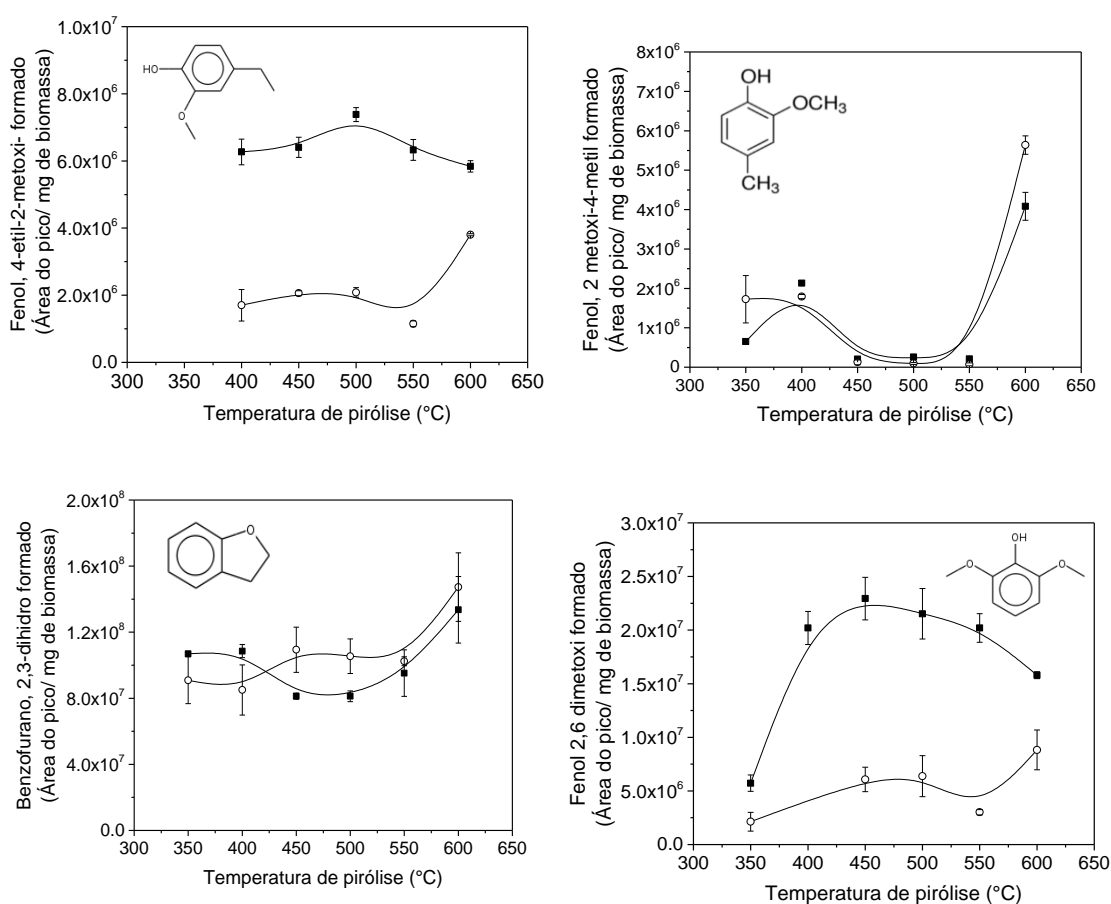 Fenol, 4-etil-2-metoxi- formado
(Área do pico/ mg de biomassa)
1.0x10⁷
8.0x10⁶
6.0x10⁶
4.0x10⁶
2.0x10⁶
0.0
HO
O
300 350 400 450 500 550 600 650
Temperatura de pirólise (°C)
Fenol, 2 metoxi-4-metil formado
(Área do pico/ mg de biomassa)
8x10⁶
7x10⁶
6x10⁶
5x10⁶
4x10⁶
3x10⁶
2x10⁶
1x10⁶
0
OH
OCH₃
CH₃
300 350 400 450 500 550 600 650
Temperatura de pirólise (°C)
Benzofurano, 2,3-dihidro formado
(Área do pico/ mg de biomassa)
2.0x10⁸
1.6x10⁸
1.2x10⁸
8.0x10⁷
4.0x10⁷
0.0
O
300 350 400 450 500 550 600 650
Temperatura de pirólise (°C)
Fenol 2,6 dimetoxi formado
(Área do pico/ mg de biomassa)
3.0x10⁷
2.5x10⁷
2.0x10⁷
1.5x10⁷
1.0x10⁷
5.0x10⁶
0.0
OH
O O
300 350 400 450 500 550 600 650
Temperatura de pirólise (°C)